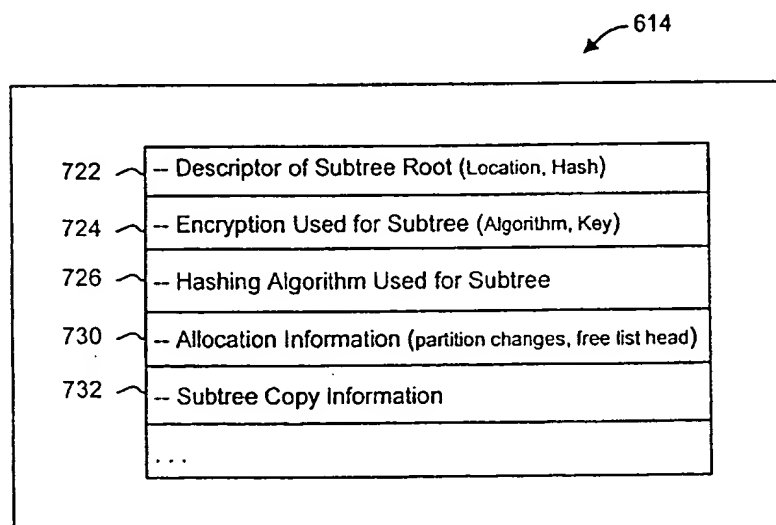 614
722 -- Descriptor of Subtree Root (Location, Hash)
724 -- Encryption Used for Subtree (Algorithm, Key)
726 -- Hashing Algorithm Used for Subtree
730 -- Allocation Information (partition changes, free list head)
732 -- Subtree Copy Information
...